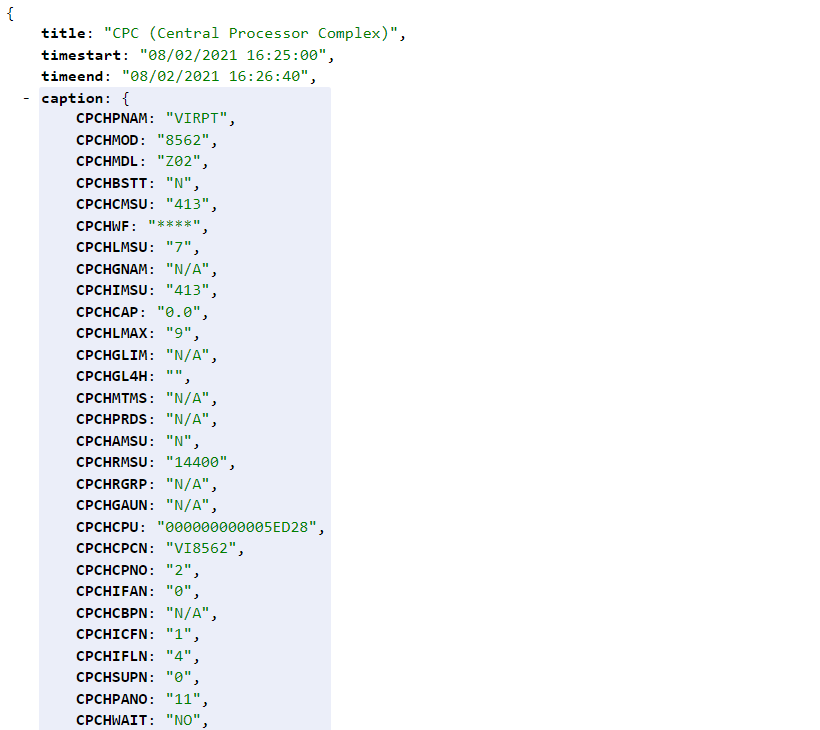 {
title: "CPC (Central Processor Complex)",
timestart: "08/02/2021 16:25:00",
timeend: "08/02/2021 16:26:40",
- caption: {
CPCHPNAM: "VIRPT",
CPCHMOD: "8562",
CPCHMDL: "Z02",
CPCHBSTT: "N",
CPCHCMSU: "413",
CPCHWF: "****",
CPCHLMSU: "7",
CPCHGNAM: "N/A",
CPCHIMSU: "413",
CPCHCAP: "0.0",
CPCHLMAX: "9",
CPCHGLIM: "N/A",
CPCHGL4H: "",
CPCHMTMS: "N/A",
CPCHPRDS: "N/A",
CPCHAMSU: "N",
CPCHRMSU: "14400",
CPCHRGRP: "N/A",
CPCHGAUN: "N/A",
CPCHCPU: "000000000005ED28",
CPCHCPCN: "VI8562",
CPCHCPNO: "2",
CPCHIFAN: "0",
CPCHCBPN: "N/A",
CPCHICFN: "1",
CPCHIFLN: "4",
CPCHSUPN: "0",
CPCHPANO: "11",
CPCHWAIT: "NO",